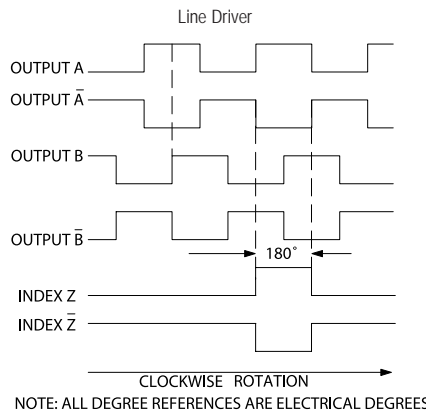 Line Driver
OUTPUT A
OUTPUT A̅
OUTPUT B
OUTPUT B̅
180°
INDEX Z
INDEX Z̅
CLOCKWISE ROTATION
NOTE: ALL DEGREE REFERENCES ARE ELECTRICAL DEGREES